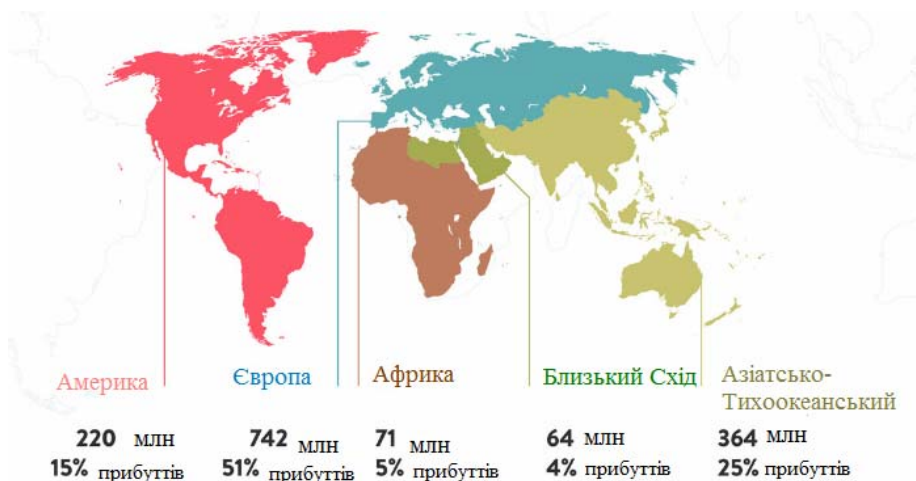 Америка
220 млн
15% прибуттів
Європа
742 млн
51% прибуттів
Африка
71 млн
5% прибуттів
Близький Схід
64 млн
4% прибуттів
Азіатсько-
Тихоокеанський
364 млн
25% прибуттів